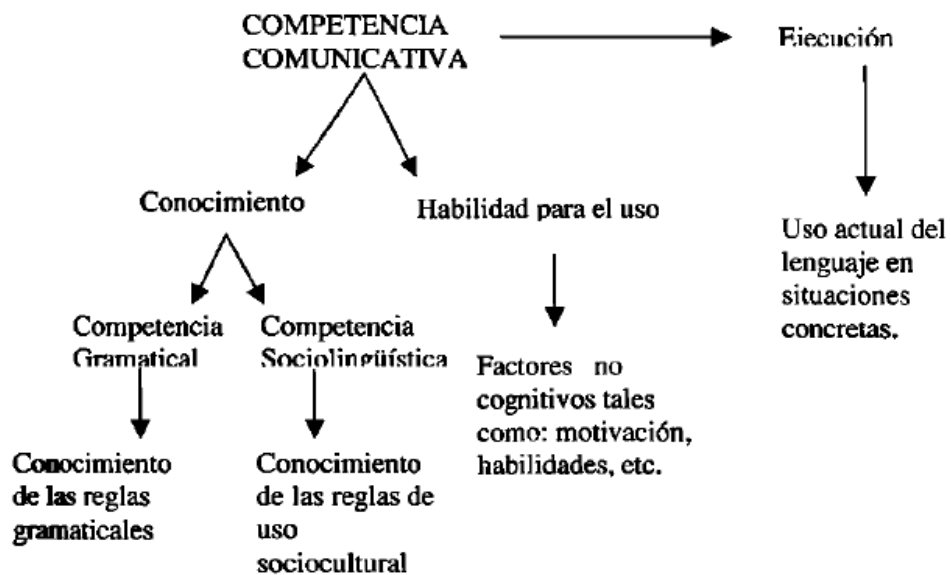 COMPETENCIA
COMUNICATIVA
Ejecución
Conocimiento
Habilidad para el uso
Uso actual del
lenguaje en
situaciones
concretas.
Competencia
Gramatical
Competencia
Sociolingüística
Factores no
cognitivos tales
como: motivación,
habilidades, etc.
Conocimiento
de las reglas
gramaticales
Conocimiento
de las reglas de
uso
sociocultural